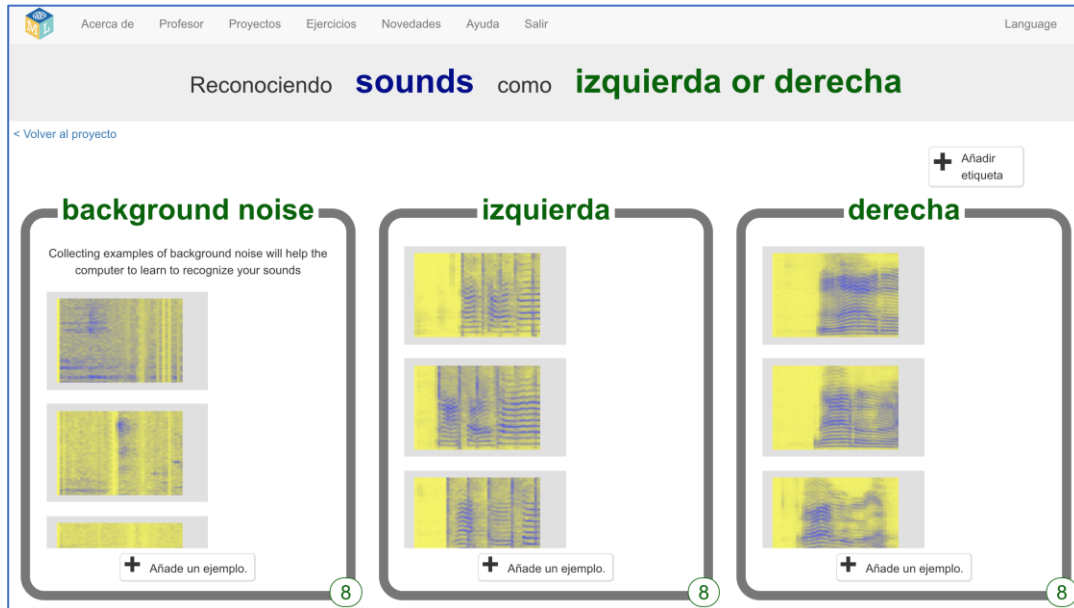 M L
Acerca de Profesor Proyectos Ejercicios Novedades Ayuda Salir Language
Reconociendo sounds como izquierda or derecha
< Volver al proyecto
Añadir
etiqueta
background noise
Collecting examples of background noise will help the
computer to learn to recognize your sounds
Añade un ejemplo.
8
izquierda
Añade un ejemplo.
8
derecha
Añade un ejemplo.
8